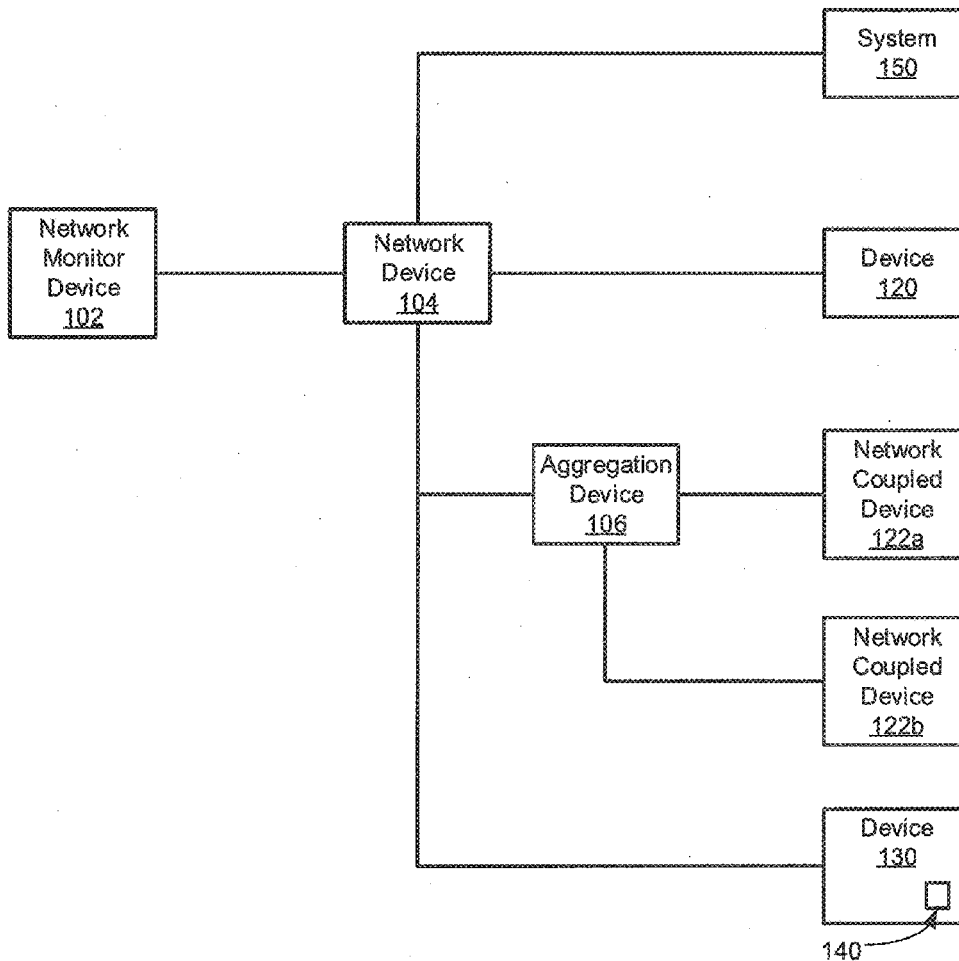 System
150
Network
Monitor
Device
102
Network
Device
104
Device
120
Aggregation
Device
106
Network
Coupled
Device
122a
Network
Coupled
Device
122b
Device
130
140